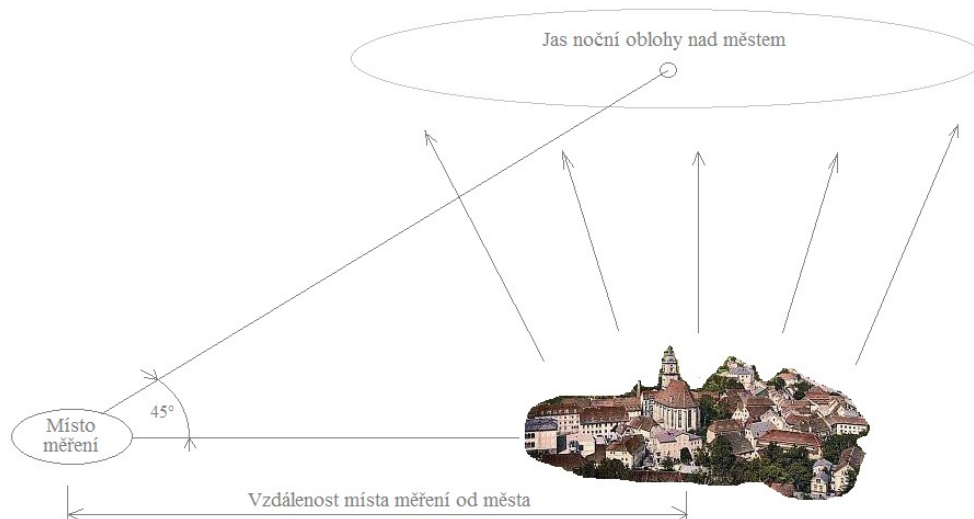 Jas noční oblohy nad městem
45°
Místo
měření
Vzdálenost místa měření od města